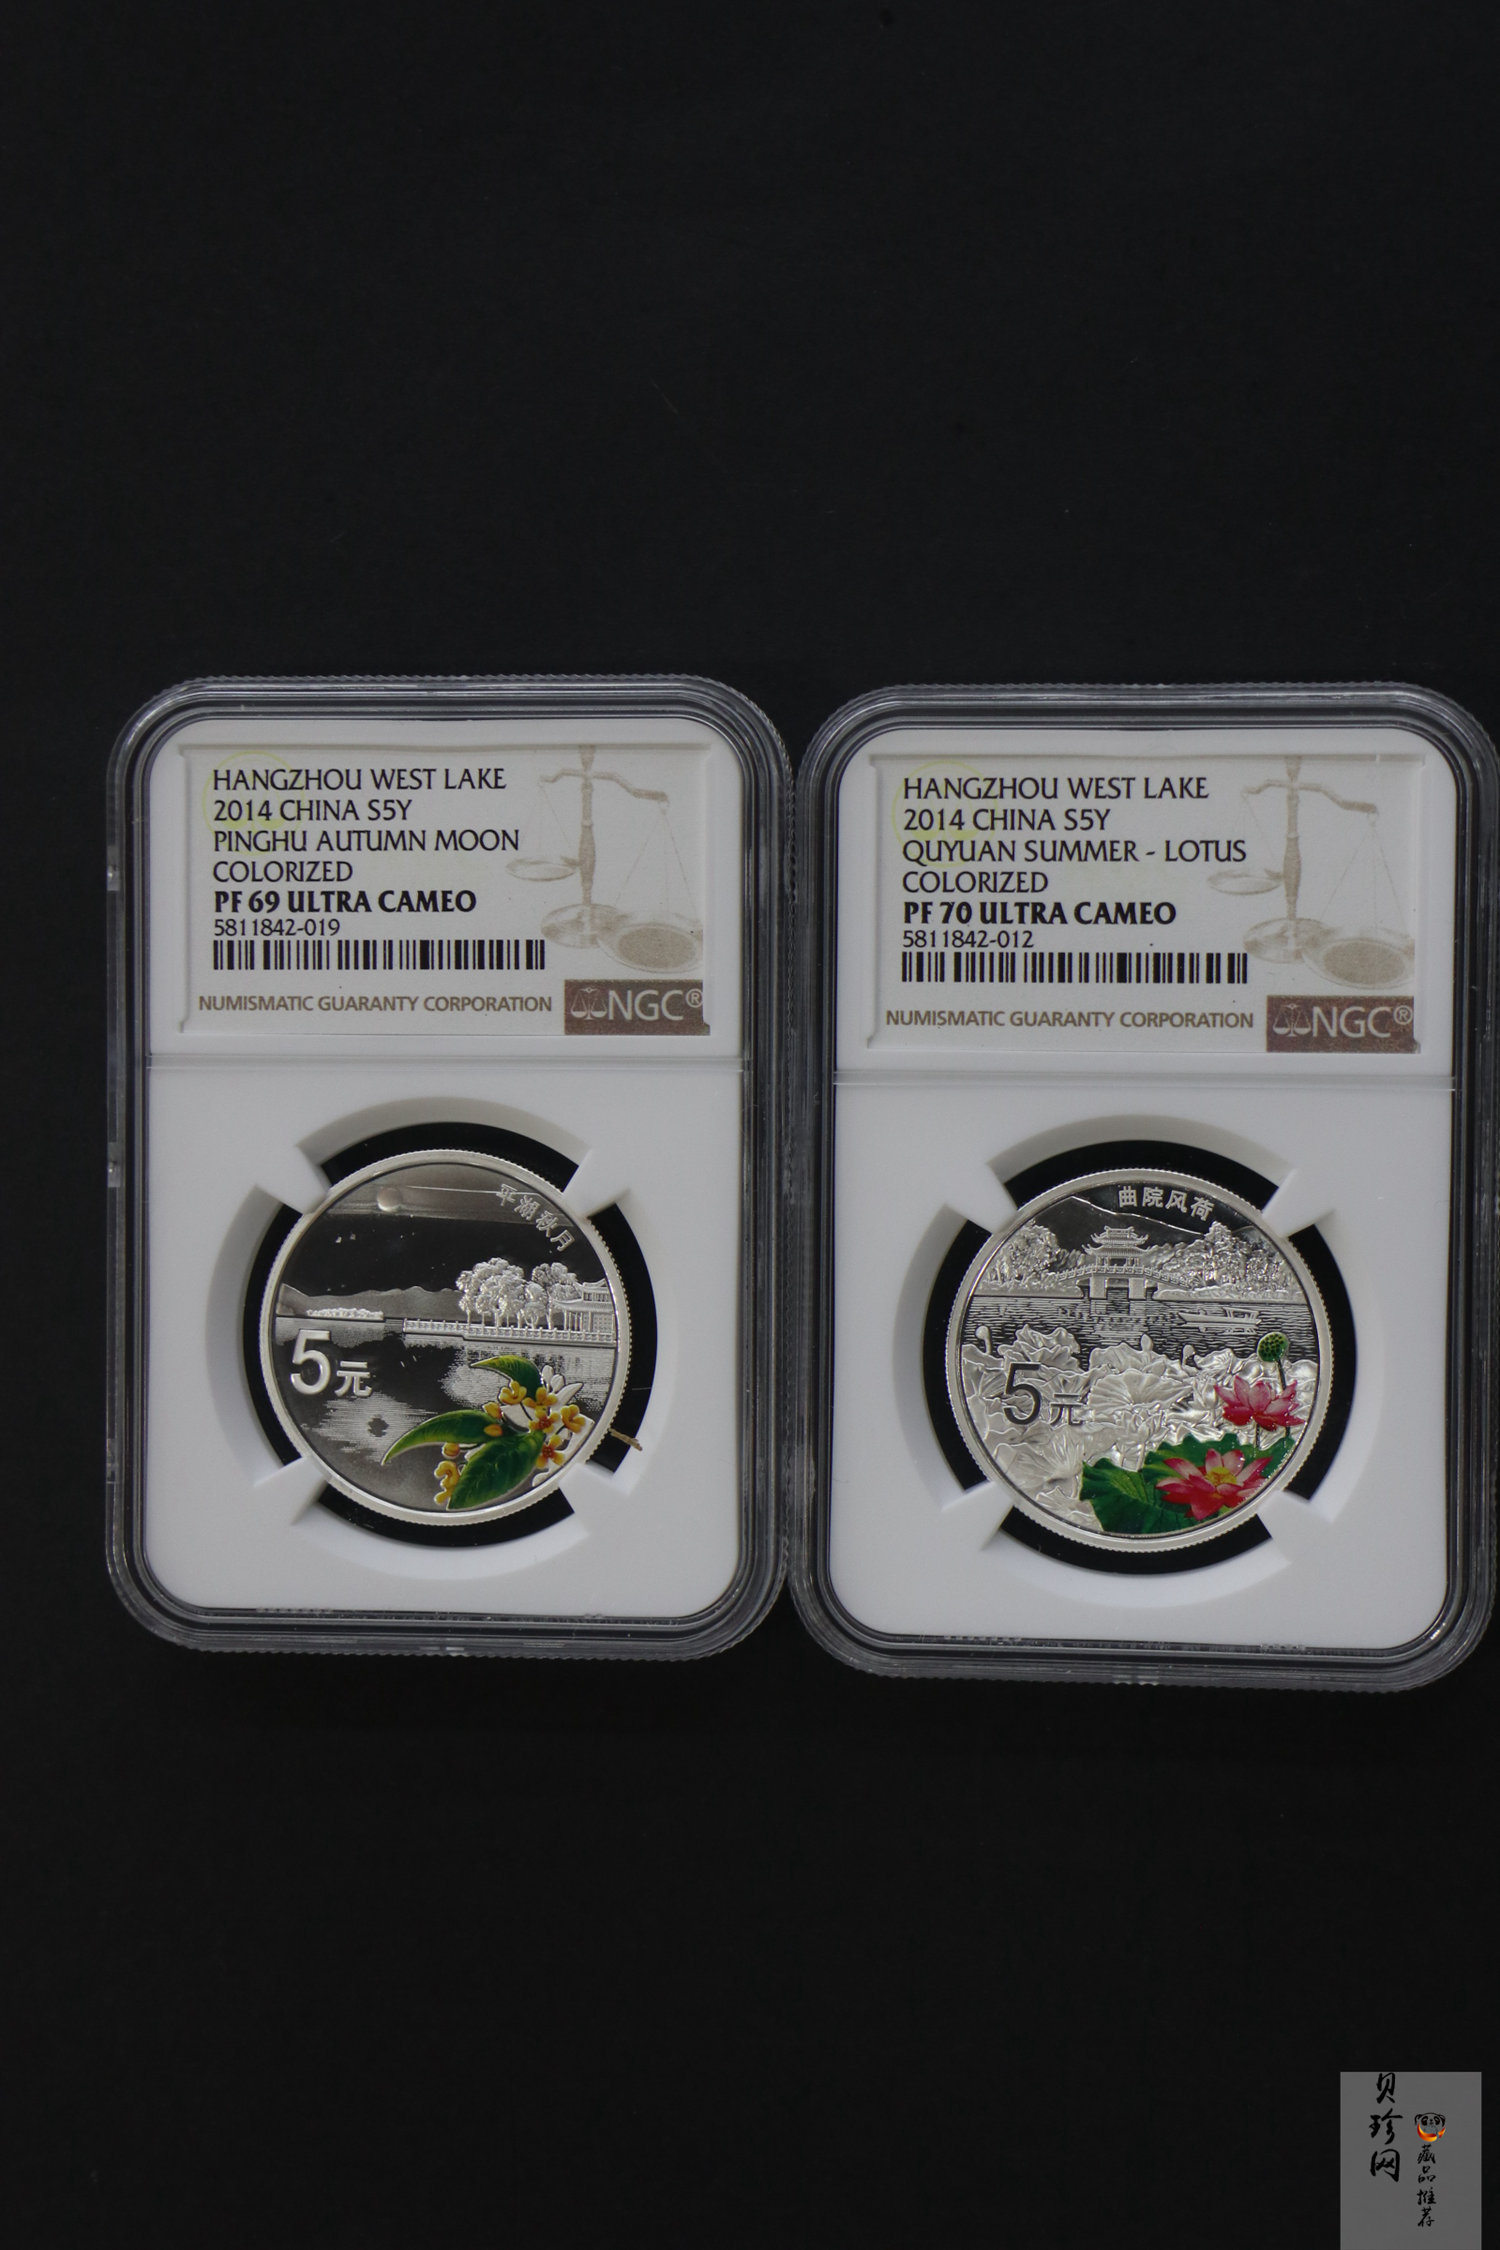 HANGZHOU WEST LAKE
2014 CHINA S5Y
PINGHU AUTUMN MOON
COLORIZED
PF 69 ULTRA CAMEO
5811842-019
NUMISMATIC GUARANTY CORPORATION
NGC®
平湖秋月
5元
HANGZHOU WEST LAKE
2014 CHINA S5Y
QUYUAN SUMMER - LOTUS
COLORIZED
PF 70 ULTRA CAMEO
5811842-012
NUMISMATIC GUARANTY CORPORATION
NGC®
曲院风荷
5元
贝珍网
藏品推荐